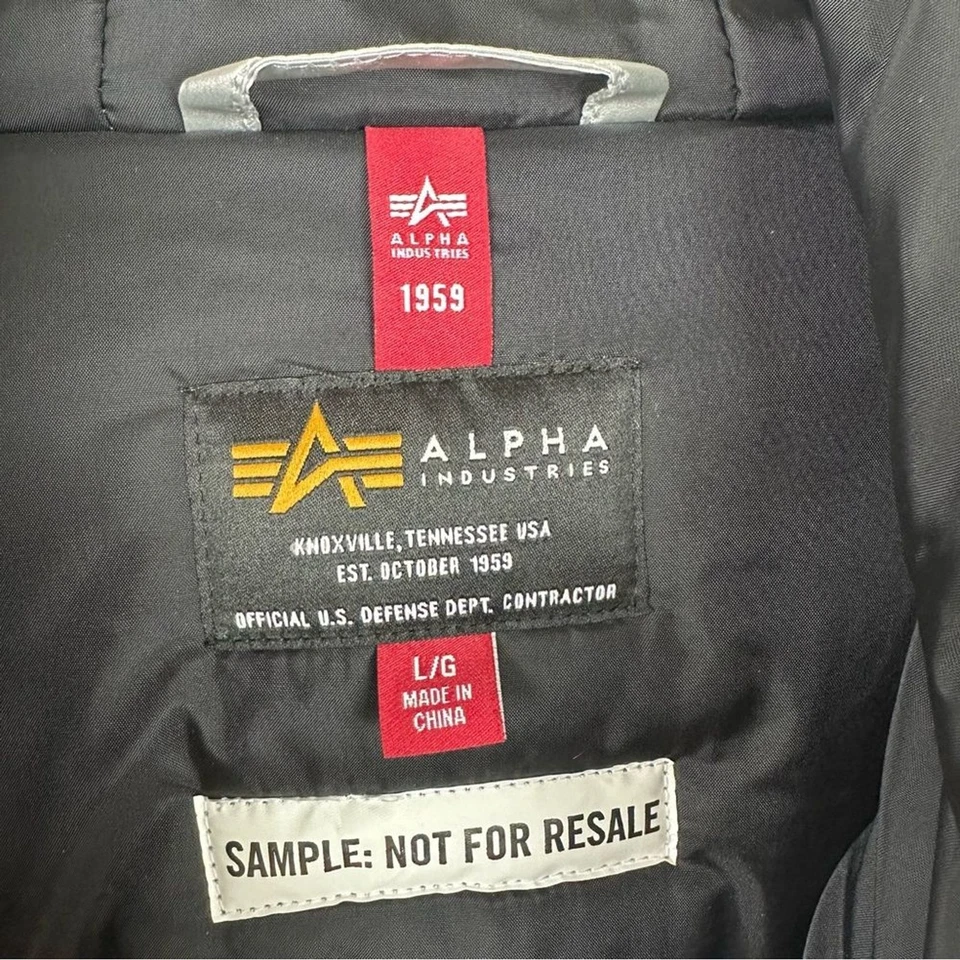 ALPHA
INDUSTRIES
1959
ALPHA
INDUSTRIES
KNOXVILLE, TENNESSEE USA
EST. OCTOBER 1959
OFFICIAL U.S. DEFENSE DEPT. CONTRACTOR
L/G
MADE IN
CHINA
SAMPLE: NOT FOR RESALE